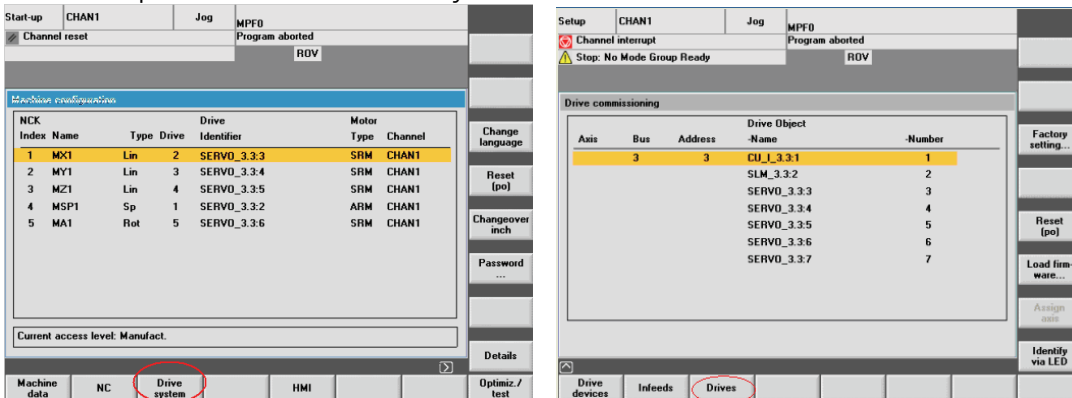 Start-up CHAN1 Jog MPF0
Channel reset Program aborted
ROV
Machine configuration
NCK Drive Motor
Index Name Type Drive Identifier Type Channel
1 MX1 Lin 2 SERVO_3.3:3 SRM CHAN1
2 MY1 Lin 3 SERVO_3.3:4 SRM CHAN1
3 MZ1 Lin 4 SERVO_3.3:5 SRM CHAN1
4 MSP1 Sp 1 SERVO_3.3:2 ARM CHAN1
5 MA1 Rot 5 SERVO_3.3:6 SRM CHAN1
Current access level: Manufact.
Change
language
Reset
(po)
Changeover
inch
Password
...
Details
Machine
data
NC
Drive
system
HMI
Optimiz./
test
Setup CHAN1 Jog MPF0
Channel interrupt Program aborted
Stop: No Mode Group Ready ROV
Drive commissioning
Drive Object
Axis Bus Address -Name -Number
3 3 CU_I_3.3:1 1
SLM_3.3:2 2
SERVO_3.3:3 3
SERVO_3.3:4 4
SERVO_3.3:5 5
SERVO_3.3:6 6
SERVO_3.3:7 7
Factory
setting...
Reset
(po)
Load firm-
ware...
Assign
axis
Identify
via LED
Drive
devices
Infeeds
Drives